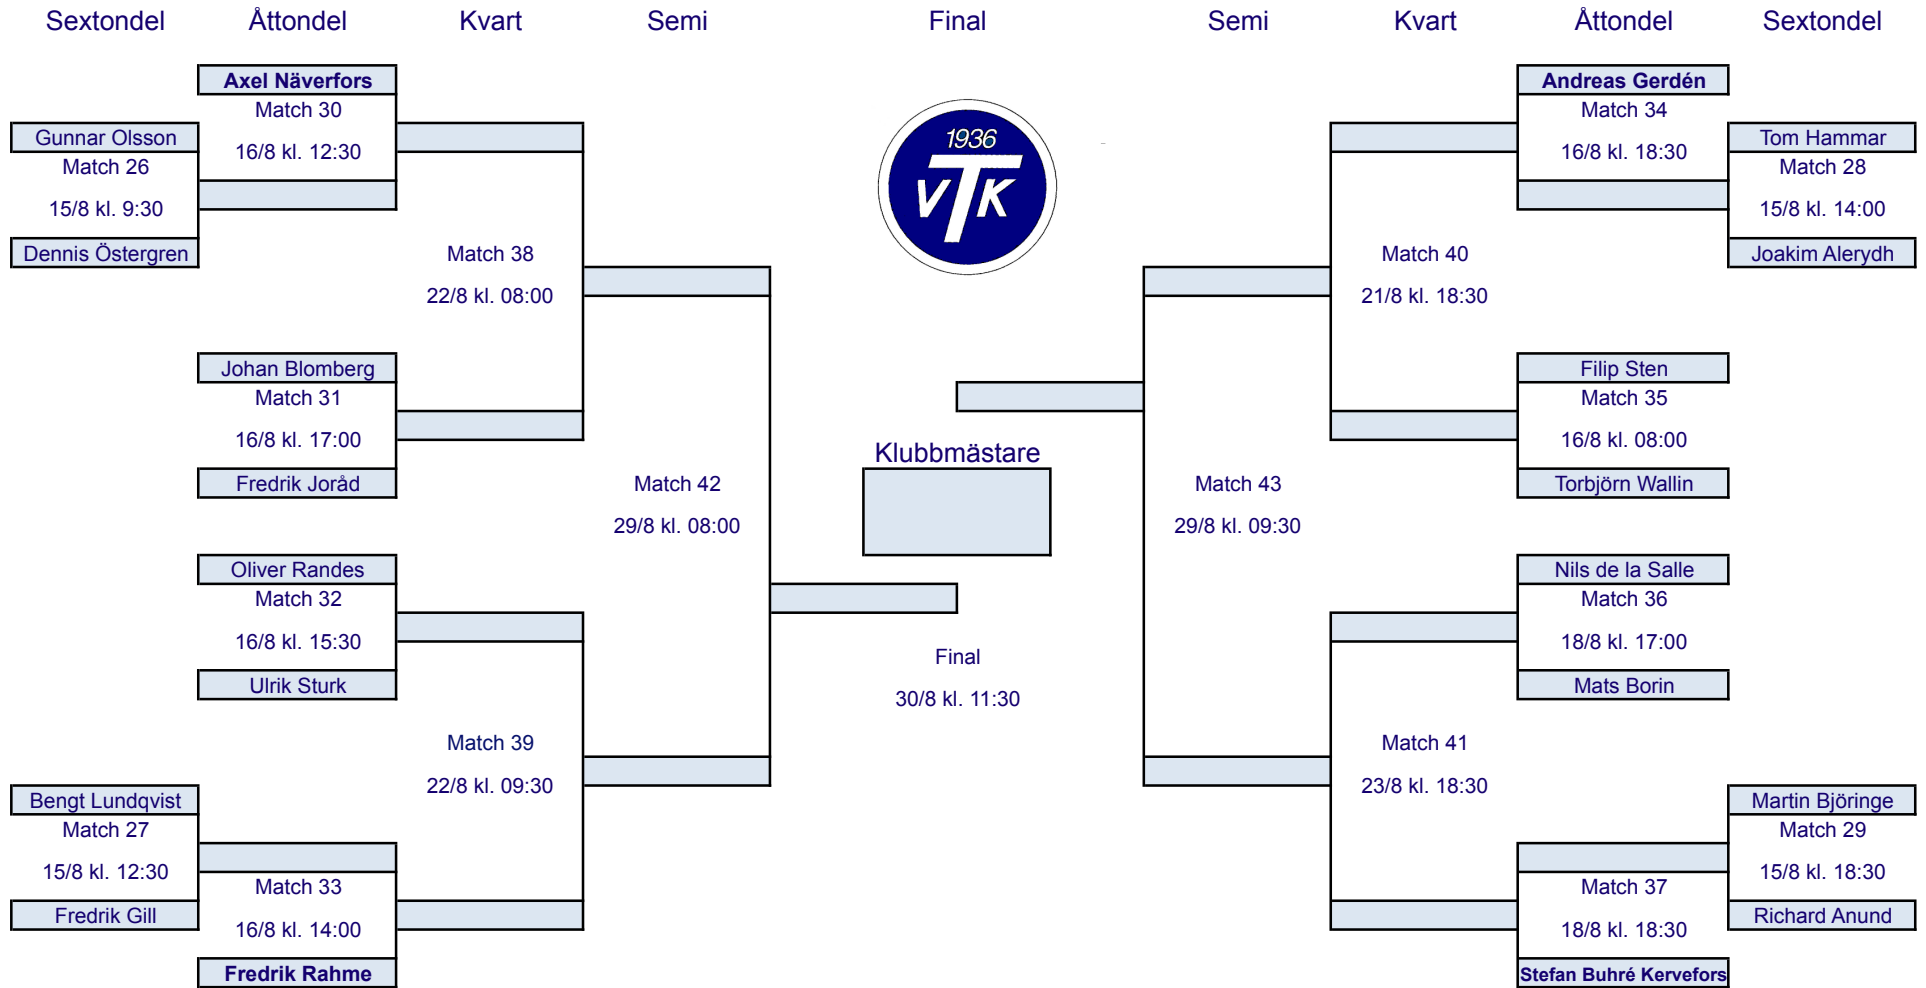 Sextondel Åttondel Kvart Semi Final Semi Kvart Åttondel Sextondel
Axel Näverfors
Match 30
16/8 kl. 12:30
Gunnar Olsson
Match 26
15/8 kl. 9:30
Dennis Östergren
Match 38
22/8 kl. 08:00
Johan Blomberg
Match 31
16/8 kl. 17:00
Fredrik Joråd
Match 42
29/8 kl. 08:00
Oliver Randes
Match 32
16/8 kl. 15:30
Ulrik Sturk
Match 39
22/8 kl. 09:30
Bengt Lundqvist
Match 27
15/8 kl. 12:30
Fredrik Gill
Match 33
16/8 kl. 14:00
Fredrik Rahme
1936
VTK
Klubbmästare
Final
30/8 kl. 11:30
Andreas Gerdén
Match 34
16/8 kl. 18:30
Tom Hammar
Match 28
15/8 kl. 14:00
Joakim Alerydh
Match 40
21/8 kl. 18:30
Filip Sten
Match 35
16/8 kl. 08:00
Torbjörn Wallin
Match 43
29/8 kl. 09:30
Nils de la Salle
Match 36
18/8 kl. 17:00
Mats Borin
Match 41
23/8 kl. 18:30
Martin Björinge
Match 29
15/8 kl. 18:30
Richard Anund
Match 37
18/8 kl. 18:30
Stefan Buhré Kervefors